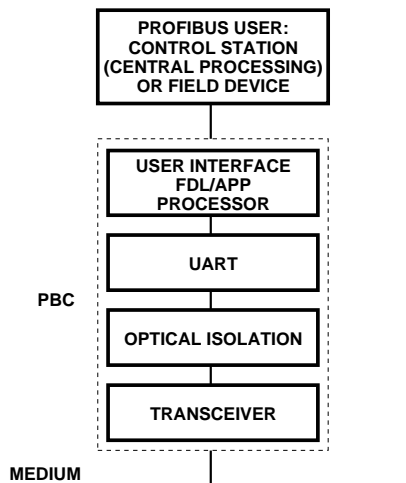 PROFIBUS USER:
CONTROL STATION
(CENTRAL PROCESSING)
OR FIELD DEVICE
USER INTERFACE
FDL/APP
PROCESSOR
UART
PBC
OPTICAL ISOLATION
TRANSCEIVER
MEDIUM